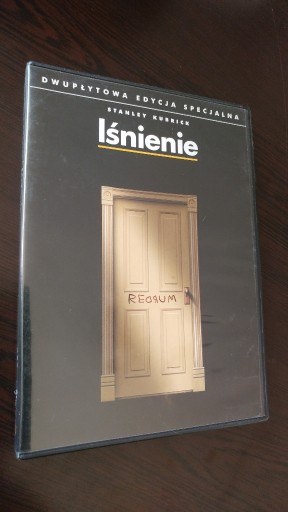 DWUPŁYTOWA EDYCJA SPECJALNA
STANLEY KUBRICK
lśnienie
REDRUM